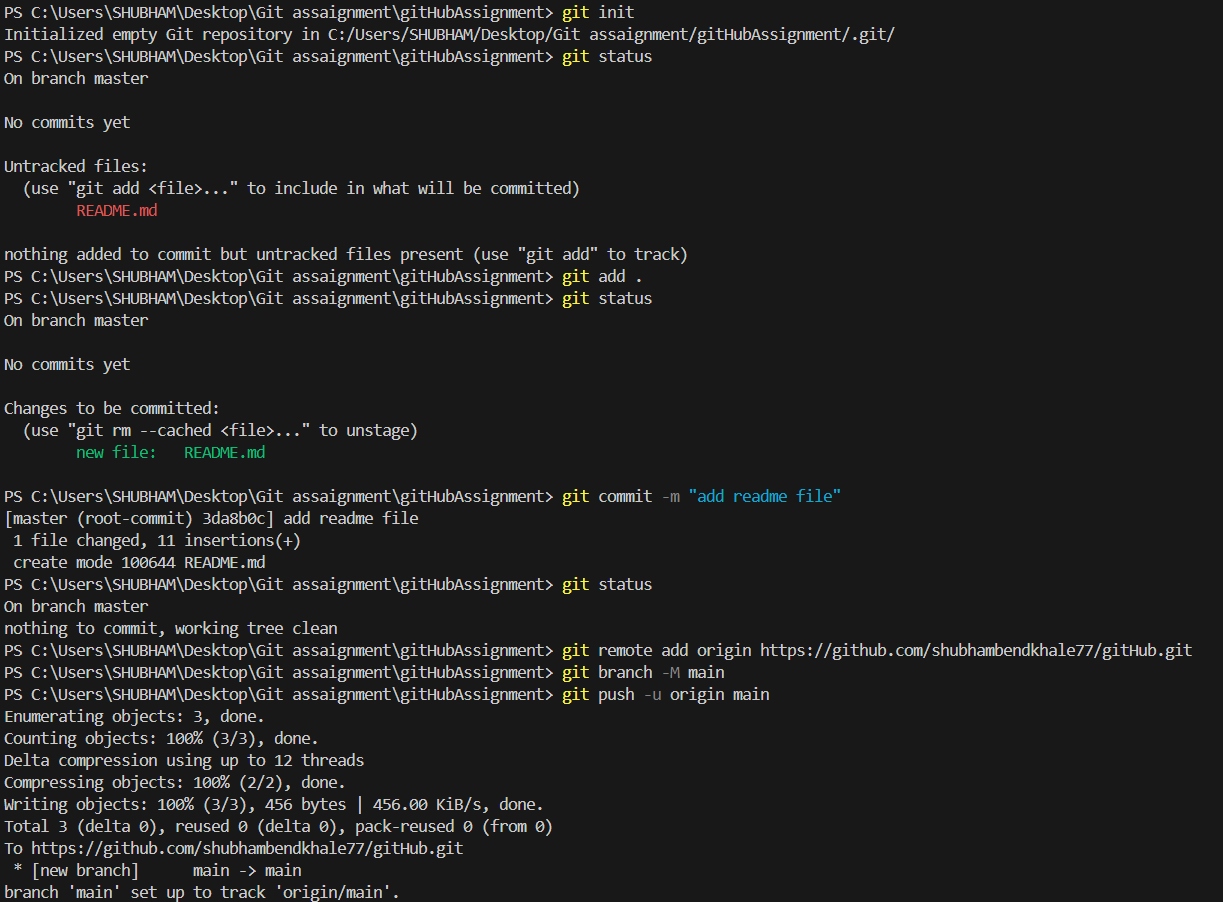 PS C:\Users\SHUBHAM\Desktop\Git assaignment\gitHubAssignment> git init
Initialized empty Git repository in C:/Users/SHUBHAM/Desktop/Git assaignment/gitHubAssignment/.git/
PS C:\Users\SHUBHAM\Desktop\Git assaignment\gitHubAssignment> git status
On branch master

No commits yet

Untracked files:
  (use "git add <file>..." to include in what will be committed)
        README.md

nothing added to commit but untracked files present (use "git add" to track)
PS C:\Users\SHUBHAM\Desktop\Git assaignment\gitHubAssignment> git add .
PS C:\Users\SHUBHAM\Desktop\Git assaignment\gitHubAssignment> git status
On branch master

No commits yet

Changes to be committed:
  (use "git rm --cached <file>..." to unstage)
        new file:   README.md

PS C:\Users\SHUBHAM\Desktop\Git assaignment\gitHubAssignment> git commit -m "add readme file"
[master (root-commit) 3da8b0c] add readme file
 1 file changed, 11 insertions(+)
 create mode 100644 README.md
PS C:\Users\SHUBHAM\Desktop\Git assaignment\gitHubAssignment> git status
On branch master
nothing to commit, working tree clean
PS C:\Users\SHUBHAM\Desktop\Git assaignment\gitHubAssignment> git remote add origin https://github.com/shubhambendkhale77/gitHub.git
PS C:\Users\SHUBHAM\Desktop\Git assaignment\gitHubAssignment> git branch -M main
PS C:\Users\SHUBHAM\Desktop\Git assaignment\gitHubAssignment> git push -u origin main
Enumerating objects: 3, done.
Counting objects: 100% (3/3), done.
Delta compression using up to 12 threads
Compressing objects: 100% (2/2), done.
Writing objects: 100% (3/3), 456 bytes | 456.00 KiB/s, done.
Total 3 (delta 0), reused 0 (delta 0), pack-reused 0 (from 0)
To https://github.com/shubhambendkhale77/gitHub.git
 * [new branch]      main -> main
branch 'main' set up to track 'origin/main'.